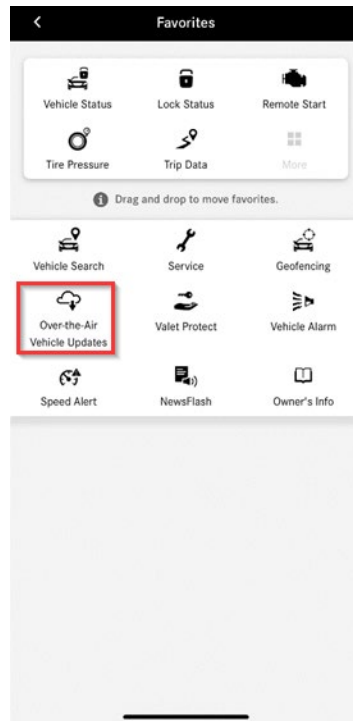 Favorites
Vehicle Status
Lock Status
Remote Start
Tire Pressure
Trip Data
More
Drag and drop to move favorites.
Vehicle Search
Service
Geofencing
Over-the-Air
Vehicle Updates
Valet Protect
Vehicle Alarm
Speed Alert
NewsFlash
Owner's Info